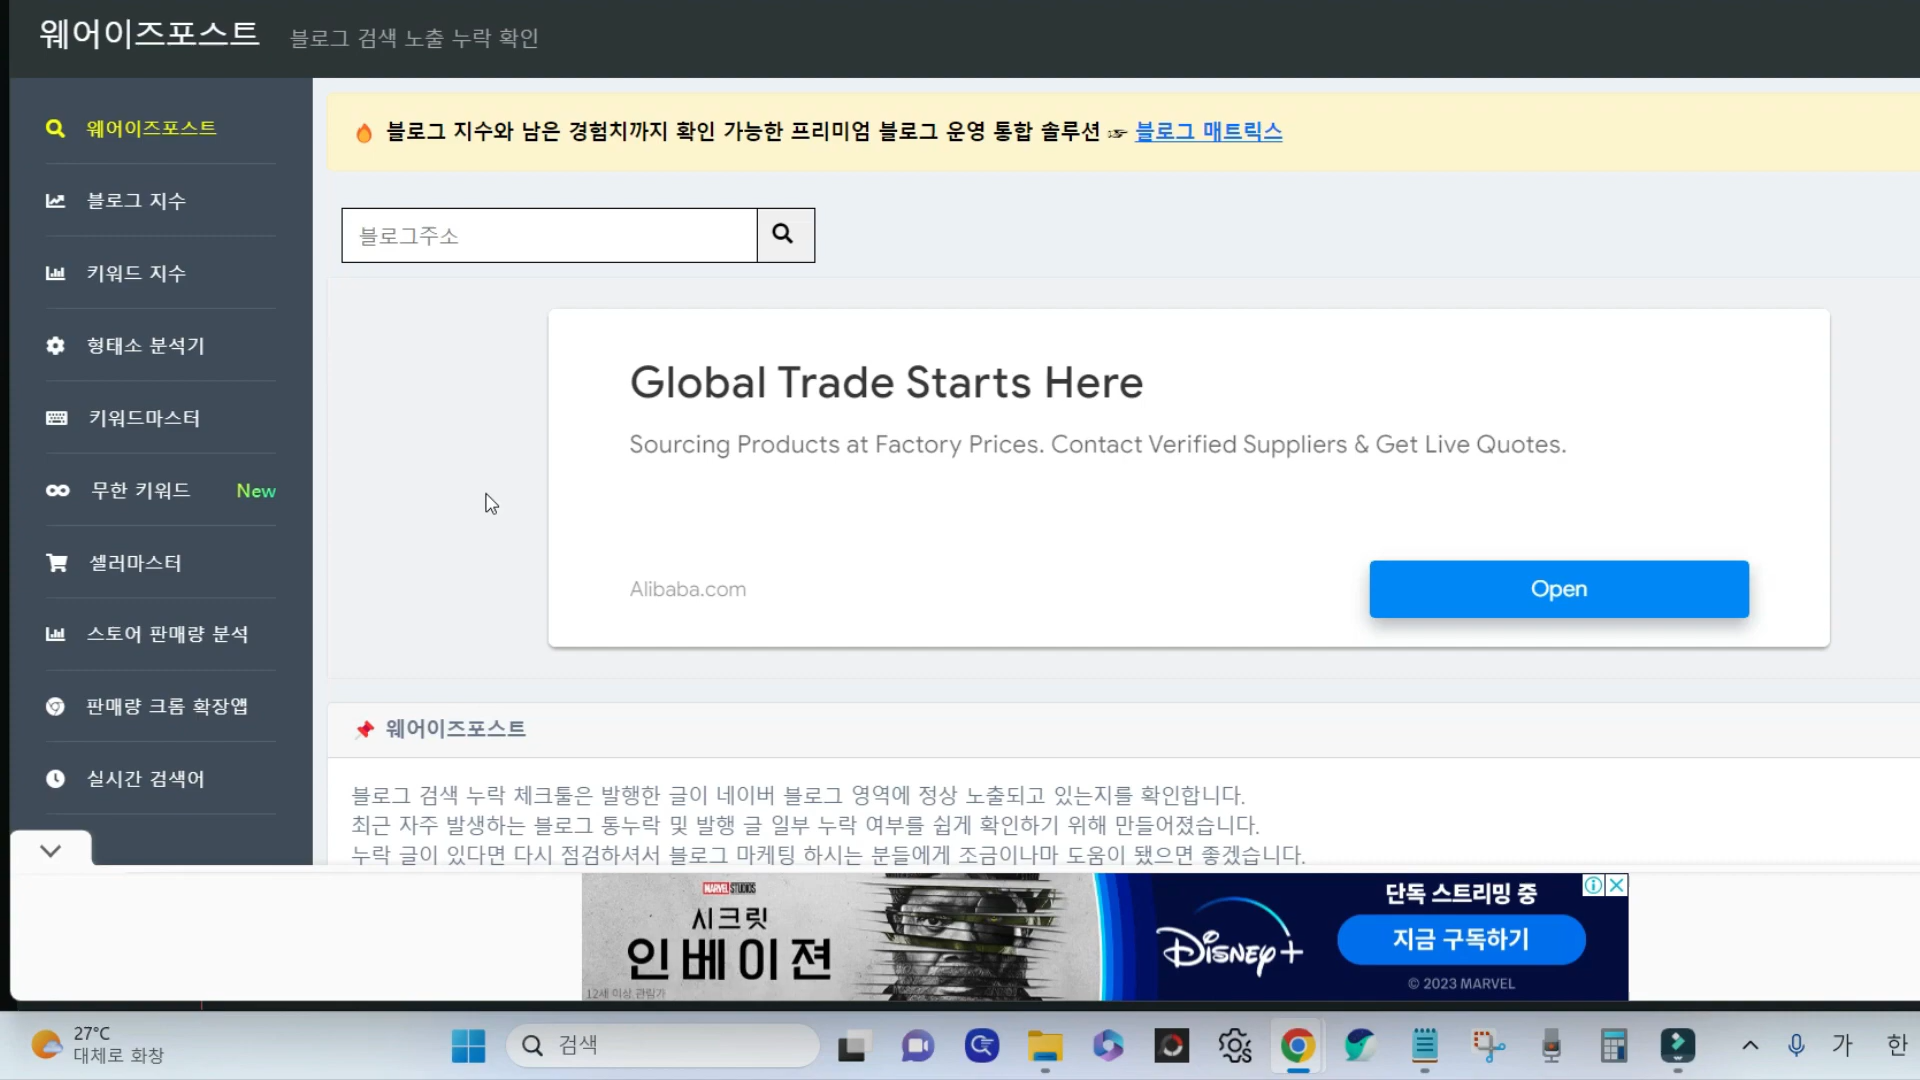 웨어이즈포스트 블로그 검색 노출 누락 확인
웨어이즈포스트
블로그 지수
키워드 지수
형태소 분석기
키워드마스터
무한 키워드 New
셀러마스터
스토어 판매량 분석
판매량 크롬 확장앱
실시간 검색어
블로그 지수와 남은 경험치까지 확인 가능한 프리미엄 블로그 운영 통합 솔루션 ☞ 블로그 매트릭스
블로그주소
Global Trade Starts Here
Sourcing Products at Factory Prices. Contact Verified Suppliers & Get Live Quotes.
Alibaba.com
Open
웨어이즈포스트
블로그 검색 누락 체크툴은 발행한 글이 네이버 블로그 영역에 정상 노출되고 있는지를 확인합니다.
최근 자주 발생하는 블로그 통누락 및 발행 글 일부 누락 여부를 쉽게 확인하기 위해 만들어졌습니다.
누락 글이 있다면 다시 점검하셔서 블로그 마케팅 하시는 분들에게 조금이나마 도움이 됐으면 좋겠습니다.
MARVEL STUDIOS
시크릿
인베이젼
12세 이상 관람가
Disney+
단독 스트리밍 중
지금 구독하기
© 2023 MARVEL
27°C
대체로 화창
검색
가
한